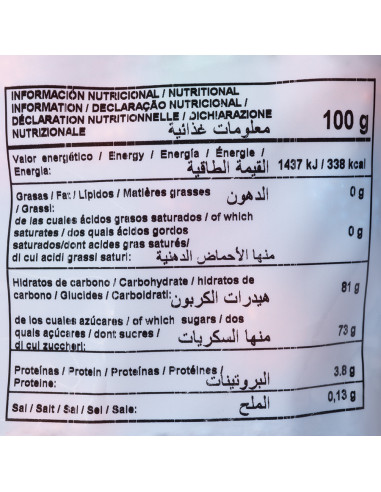 INFORMACIÓN NUTRICIONAL / NUTRITIONAL
INFORMATION / DECLARAÇÃO NUTRICIONAL /
DÉCLARATION NUTRITIONNELLE / DICHIARAZIONE
NUTRIZIONALE معلومات غذائية 100 g
Valor energético / Energy / Energía / Énergie /
Energia: القيمة الطاقية 1437 kJ / 338 kcal
Grasas / Fat / Lípidos / Matières grasses
/ Grassi: الدهون 0 g
de las cuales ácidos grasos saturados / of which
saturates / dos quais ácidos gordos 0 g
saturados/dont acides gras saturés/
di cui acidi grassi saturi: منها الأحماض الدهنية
Hidratos de carbono / Carbohydrate / hidratos de
carbono / Glucides / Carboidrati: هيدرات الكربون 81 g
de los cuales azúcares / of which sugars / dos
quais açúcares / dont sucres / منها السكريات 73 g
di cui zuccheri:
Proteínas / Protein / Proteínas / Protéines /
Proteine: البروتينات 3.8 g
Sal / Salt / Sal / Sel / Sale: الملح 0,13 g